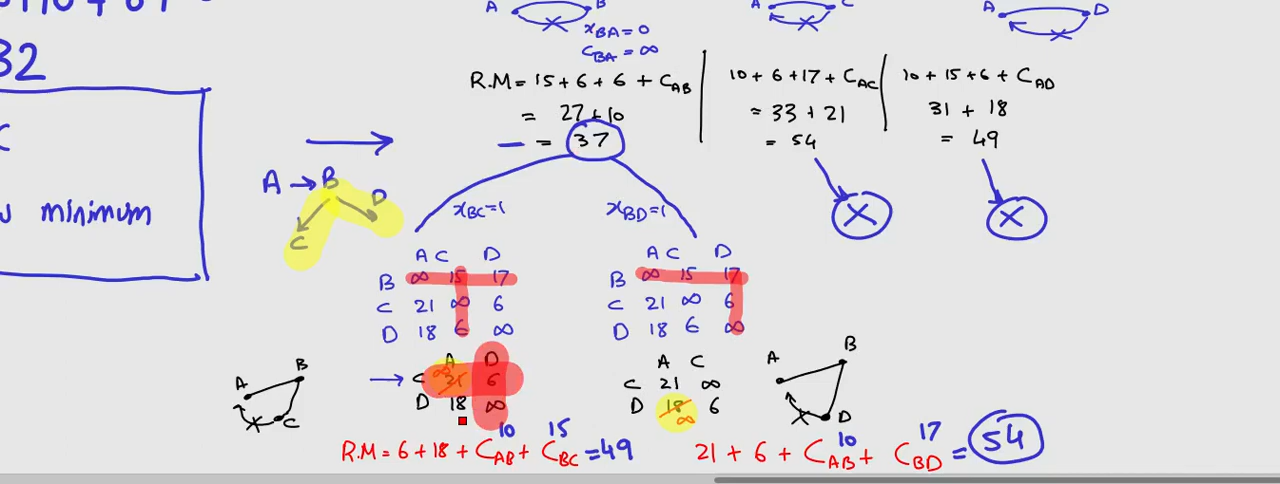 32
A B
A C
A D
x_BA = 0
C_BA = ∞
R.M = 15 + 6 + 6 + C_AB
= 27 + 10
= 37
10 + 6 + 17 + C_AC
= 33 + 21
= 54
10 + 15 + 6 + C_AD
31 + 18
= 49
C
minimum
A → B
D
C
x_BC = 1
x_BD = 1
X
X
A C D
B ∞ 15 17
C 21 ∞ 6
D 18 6 ∞
A C D
B ∞ 15 17
C 21 ∞ 6
D 18 6 ∞
A B
C
A D
C ∞ 21 6
D 18 ∞
A C
C 21 ∞
D 18 6
∞
A B
D
10 15
R.M = 6 + 18 + C_AB + C_BC = 49
10 17
21 + 6 + C_AB + C_BD = 54